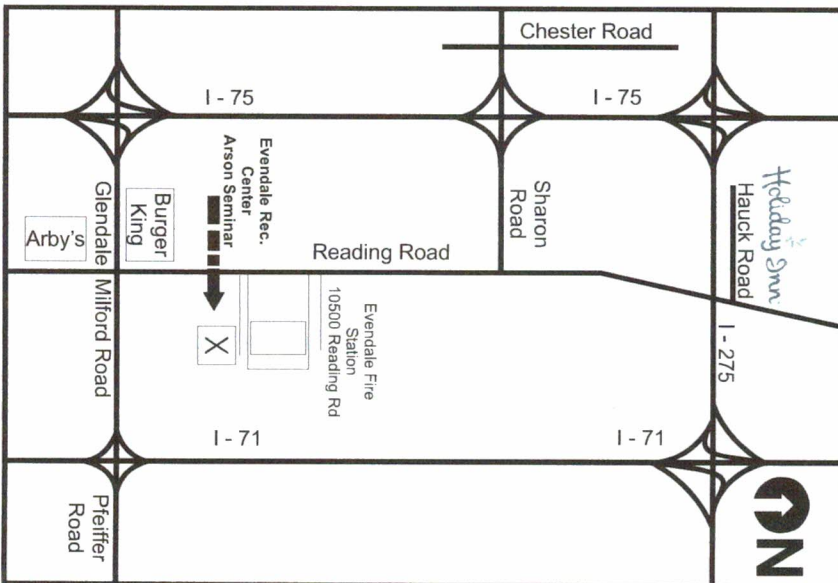 Chester Road
I - 75
I - 75
Evendale Rec.
Center
Arson Seminar
Sharon
Road
Holiday Inn
Hauck Road
Glendale Milford Road
Burger
King
Arby's
Reading Road
Evendale Fire
Station
10500 Reading Rd
X
I - 275
I - 71
I - 71
Pfeiffer
Road
N